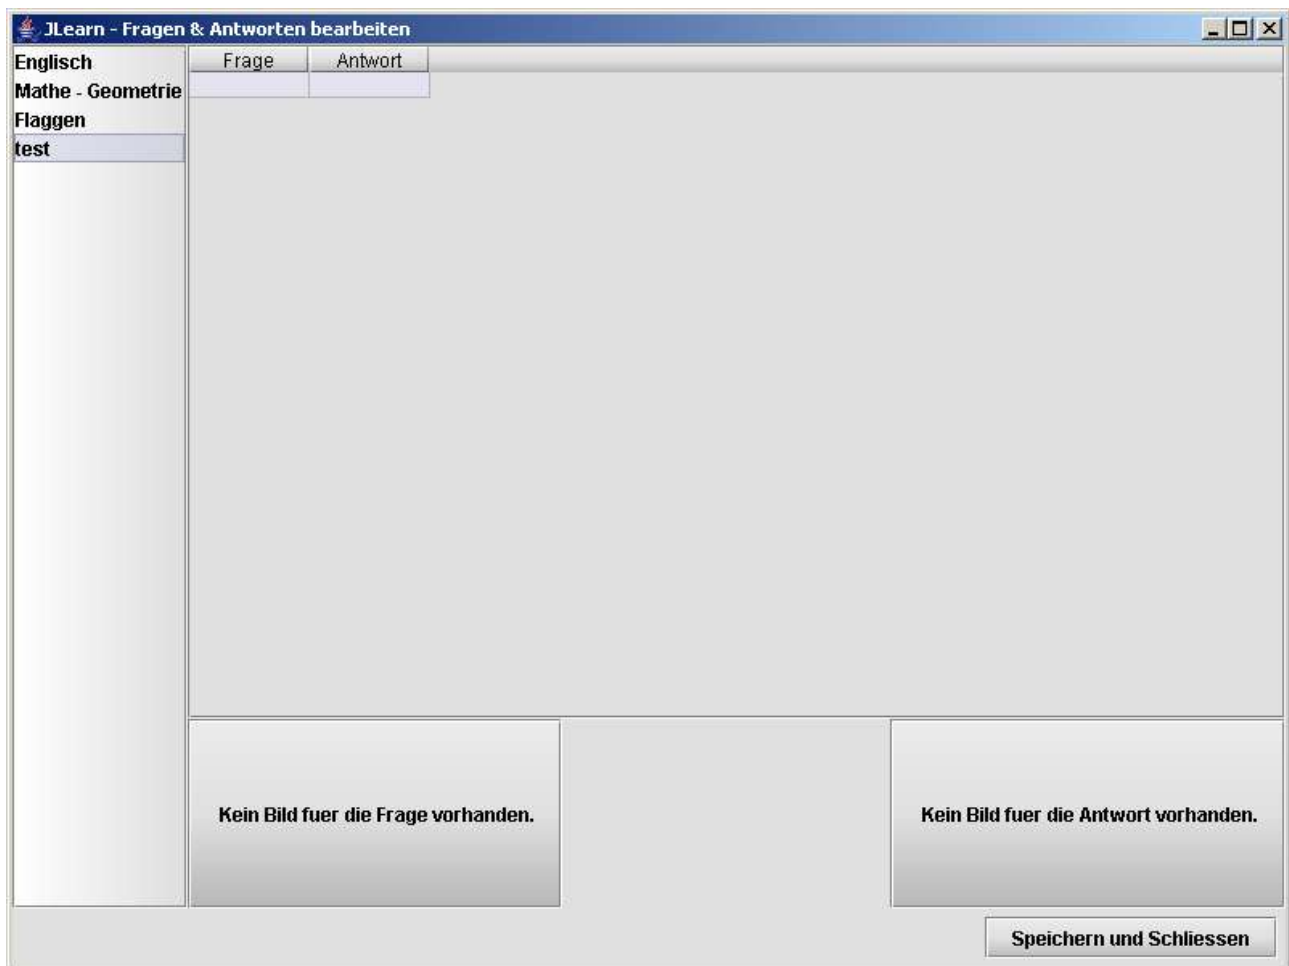 JLearn - Fragen & Antworten bearbeiten
Englisch
Mathe - Geometrie
Flaggen
test
Frage Antwort
Kein Bild fuer die Frage vorhanden.
Kein Bild fuer die Antwort vorhanden.
Speichern und Schliessen